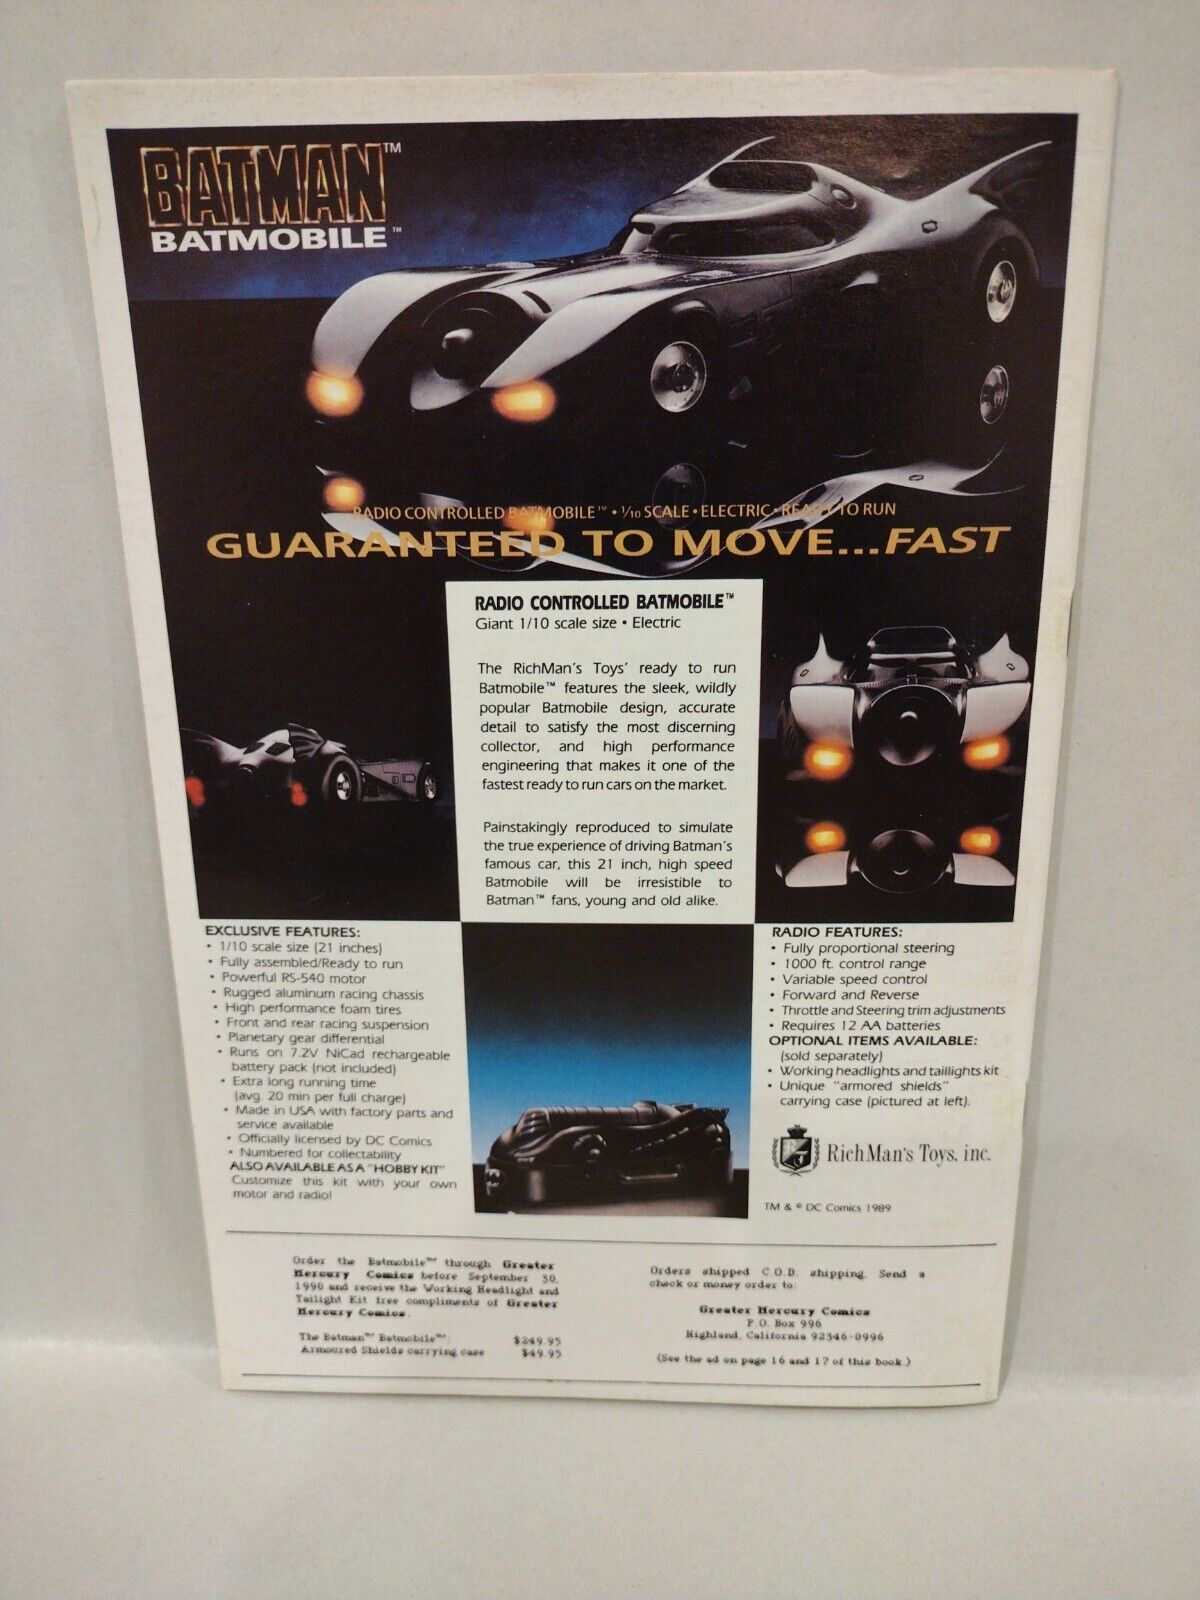 BATMAN™
BATMOBILE™
RADIO CONTROLLED BATMOBILE™ • 1/10 SCALE • ELECTRIC • READY TO RUN
GUARANTEED TO MOVE...FAST
RADIO CONTROLLED BATMOBILE™
Giant 1/10 scale size • Electric
The RichMan's Toys' ready to run
Batmobile™ features the sleek, wildly
popular Batmobile design, accurate
detail to satisfy the most discerning
collector, and high performance
engineering that makes it one of the
fastest ready to run cars on the market.
Painstakingly reproduced to simulate
the true experience of driving Batman's
famous car, this 21 inch, high speed
Batmobile will be irresistible to
Batman™ fans, young and old alike.
EXCLUSIVE FEATURES:
• 1/10 scale size (21 inches)
• Fully assembled/Ready to run
• Powerful RS-540 motor
• Rugged aluminum racing chassis
• High performance foam tires
• Front and rear racing suspension
• Planetary gear differential
• Runs on 7.2V NiCad rechargeable
battery pack (not included)
• Extra long running time
(avg. 20 min per full charge)
• Made in USA with factory parts and
service available
• Officially licensed by DC Comics
• Numbered for collectability
ALSO AVAILABLE AS A "HOBBY KIT"
Customize this kit with your own
motor and radio!
RADIO FEATURES:
• Fully proportional steering
• 1000 ft. control range
• Variable speed control
• Forward and Reverse
• Throttle and Steering trim adjustments
• Requires 12 AA batteries
OPTIONAL ITEMS AVAILABLE:
(sold separately)
• Working headlights and taillights kit
• Unique "armored shields"
carrying case (pictured at left).
RichMan's Toys, inc.
TM & © DC Comics 1989
Order the Batmobile™ through Greater
Mercury Comics before September 30,
1990 and receive the Working Headlight and
Tailight Kit free compliments of Greater
Mercury Comics.
The Batman™ Batmobile™: $249.95
Armoured Shields carrying case $49.95
Orders shipped C.O.D. shipping. Send a
check or money order to:
Greater Mercury Comics
P.O. Box 996
Highland, California 92346-0996
(See the ad on page 16 and 17 of this book.)